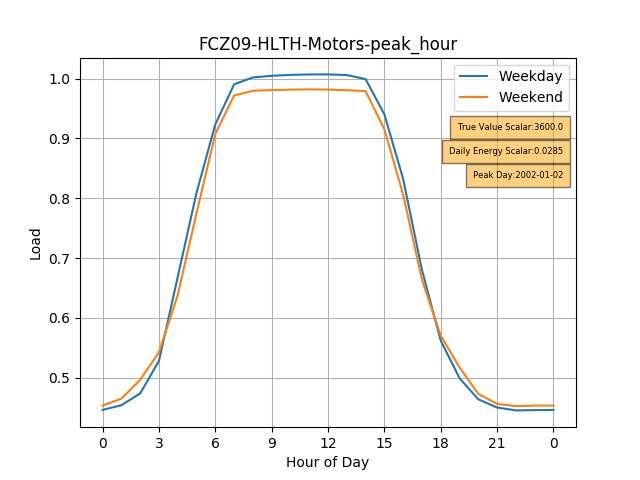 FCZ09-HLTH-Motors-peak_hour
Weekday
Weekend
True Value Scalar:3600.0
Daily Energy Scalar:0.0285
Peak Day:2002-01-02
Load
1.0
0.9
0.8
0.7
0.6
0.5
0 3 6 9 12 15 18 21 0
Hour of Day